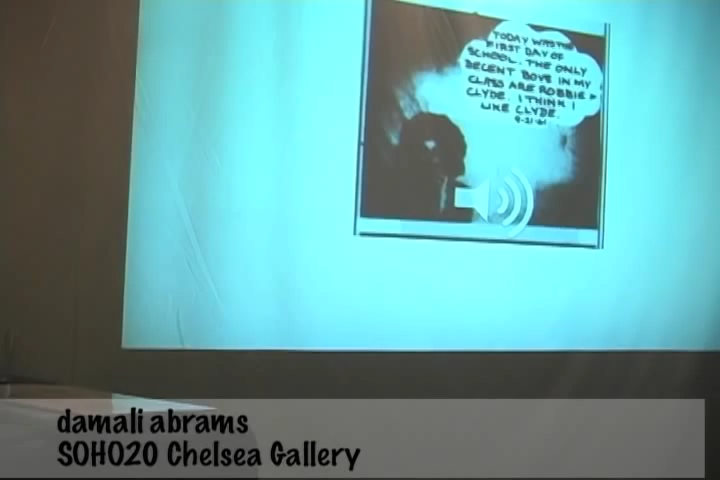 TODAY WAS THE
FIRST DAY OF
SCHOOL. THE ONLY
DECENT BOYS IN MY
CLASS ARE ROBBIE &
CLYDE. I THINK I
LIKE CLYDE.
9-21-61
damali abrams
SOHO20 Chelsea Gallery